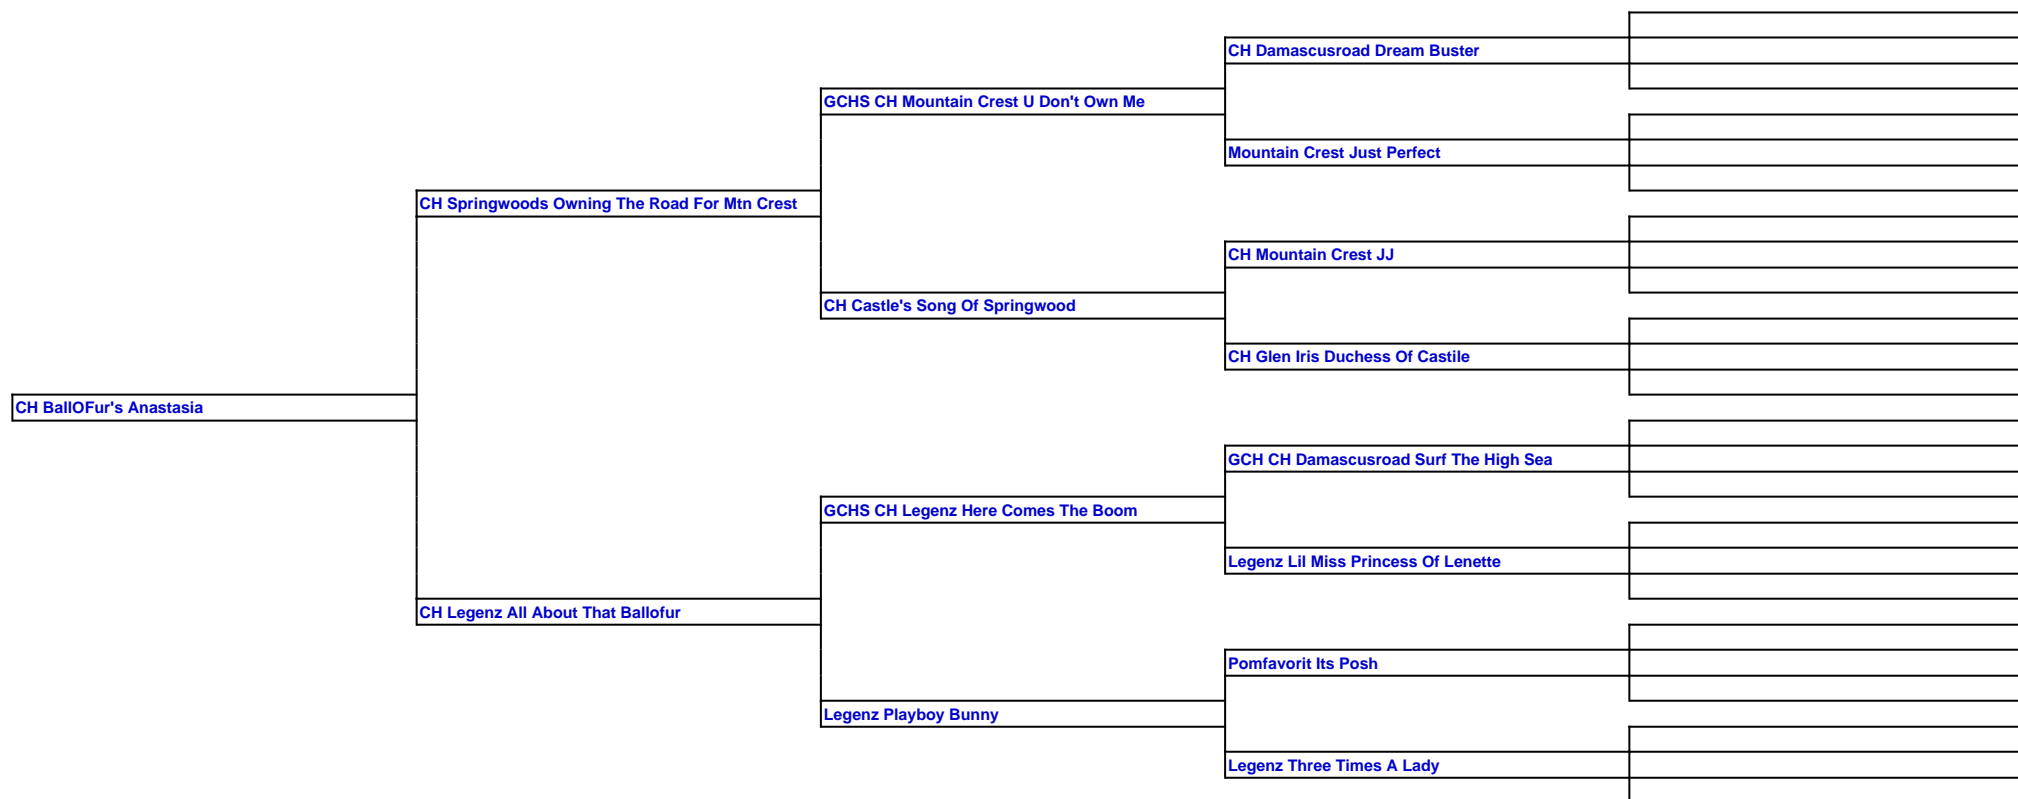 CH Damascusroad Dream Buster
GCHS CH Mountain Crest U Don't Own Me
Mountain Crest Just Perfect
CH Springwoods Owning The Road For Mtn Crest
CH Mountain Crest JJ
CH Castle's Song Of Springwood
CH Glen Iris Duchess Of Castile
CH BallOFur's Anastasia
GCH CH Damascusroad Surf The High Sea
GCHS CH Legenz Here Comes The Boom
Legenz Lil Miss Princess Of Lenette
CH Legenz All About That Ballofur
Pomfavorit Its Posh
Legenz Playboy Bunny
Legenz Three Times A Lady